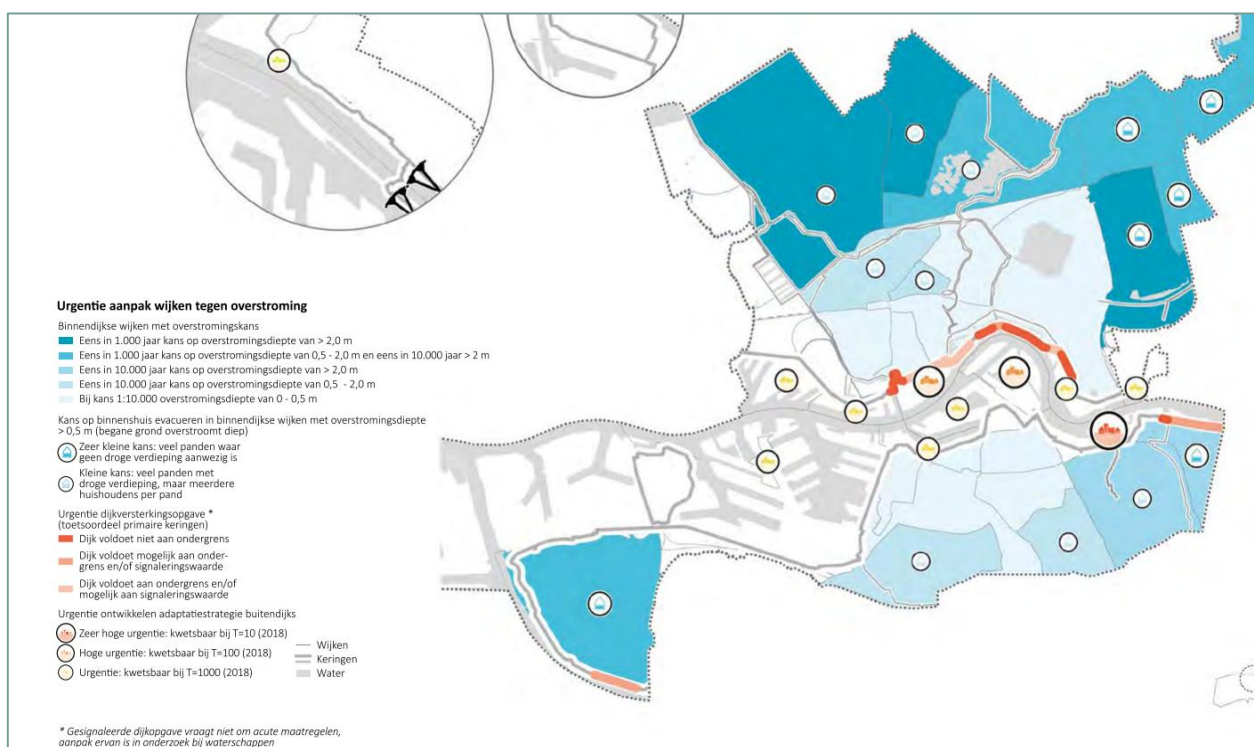 Urgentie aanpak wijken tegen overstroming
Binnendijkse wijken met overstromingskans
Eens in 1.000 jaar kans op overstromingsdiepte van > 2,0 m
Eens in 1.000 jaar kans op overstromingsdiepte van 0,5 - 2,0 m en eens in 10.000 jaar > 2 m
Eens in 10.000 jaar kans op overstromingsdiepte van > 2,0 m
Eens in 10.000 jaar kans op overstromingsdiepte van 0,5 - 2,0 m
Bij kans 1:10.000 overstromingsdiepte van 0 - 0,5 m
Kans op binnenshuis evacueren in binnendijkse wijken met overstromingsdiepte
> 0,5 m (begane grond overstroomt diep)
Zeer kleine kans: veel panden waar
geen droge verdieping aanwezig is
Kleine kans: veel panden met
droge verdieping, maar meerdere
huishoudens per pand
Urgentie dijkversterkingsopgave *
(toetsoordeel primaire keringen)
Dijk voldoet niet aan ondergrens
Dijk voldoet mogelijk aan onder-
grens en/of signaleringswaarde
Dijk voldoet aan ondergrens en/of
mogelijk aan signaleringswaarde
Urgentie ontwikkelen adaptatiestrategie buitendijks
Zeer hoge urgentie: kwetsbaar bij T=10 (2018)
Hoge urgentie: kwetsbaar bij T=100 (2018)
Urgentie: kwetsbaar bij T=1000 (2018)
Wijken
Keringen
Water
* Gesignaleerde dijkopgave vraagt niet om acute maatregelen,
aanpak ervan is in onderzoek bij waterschappen